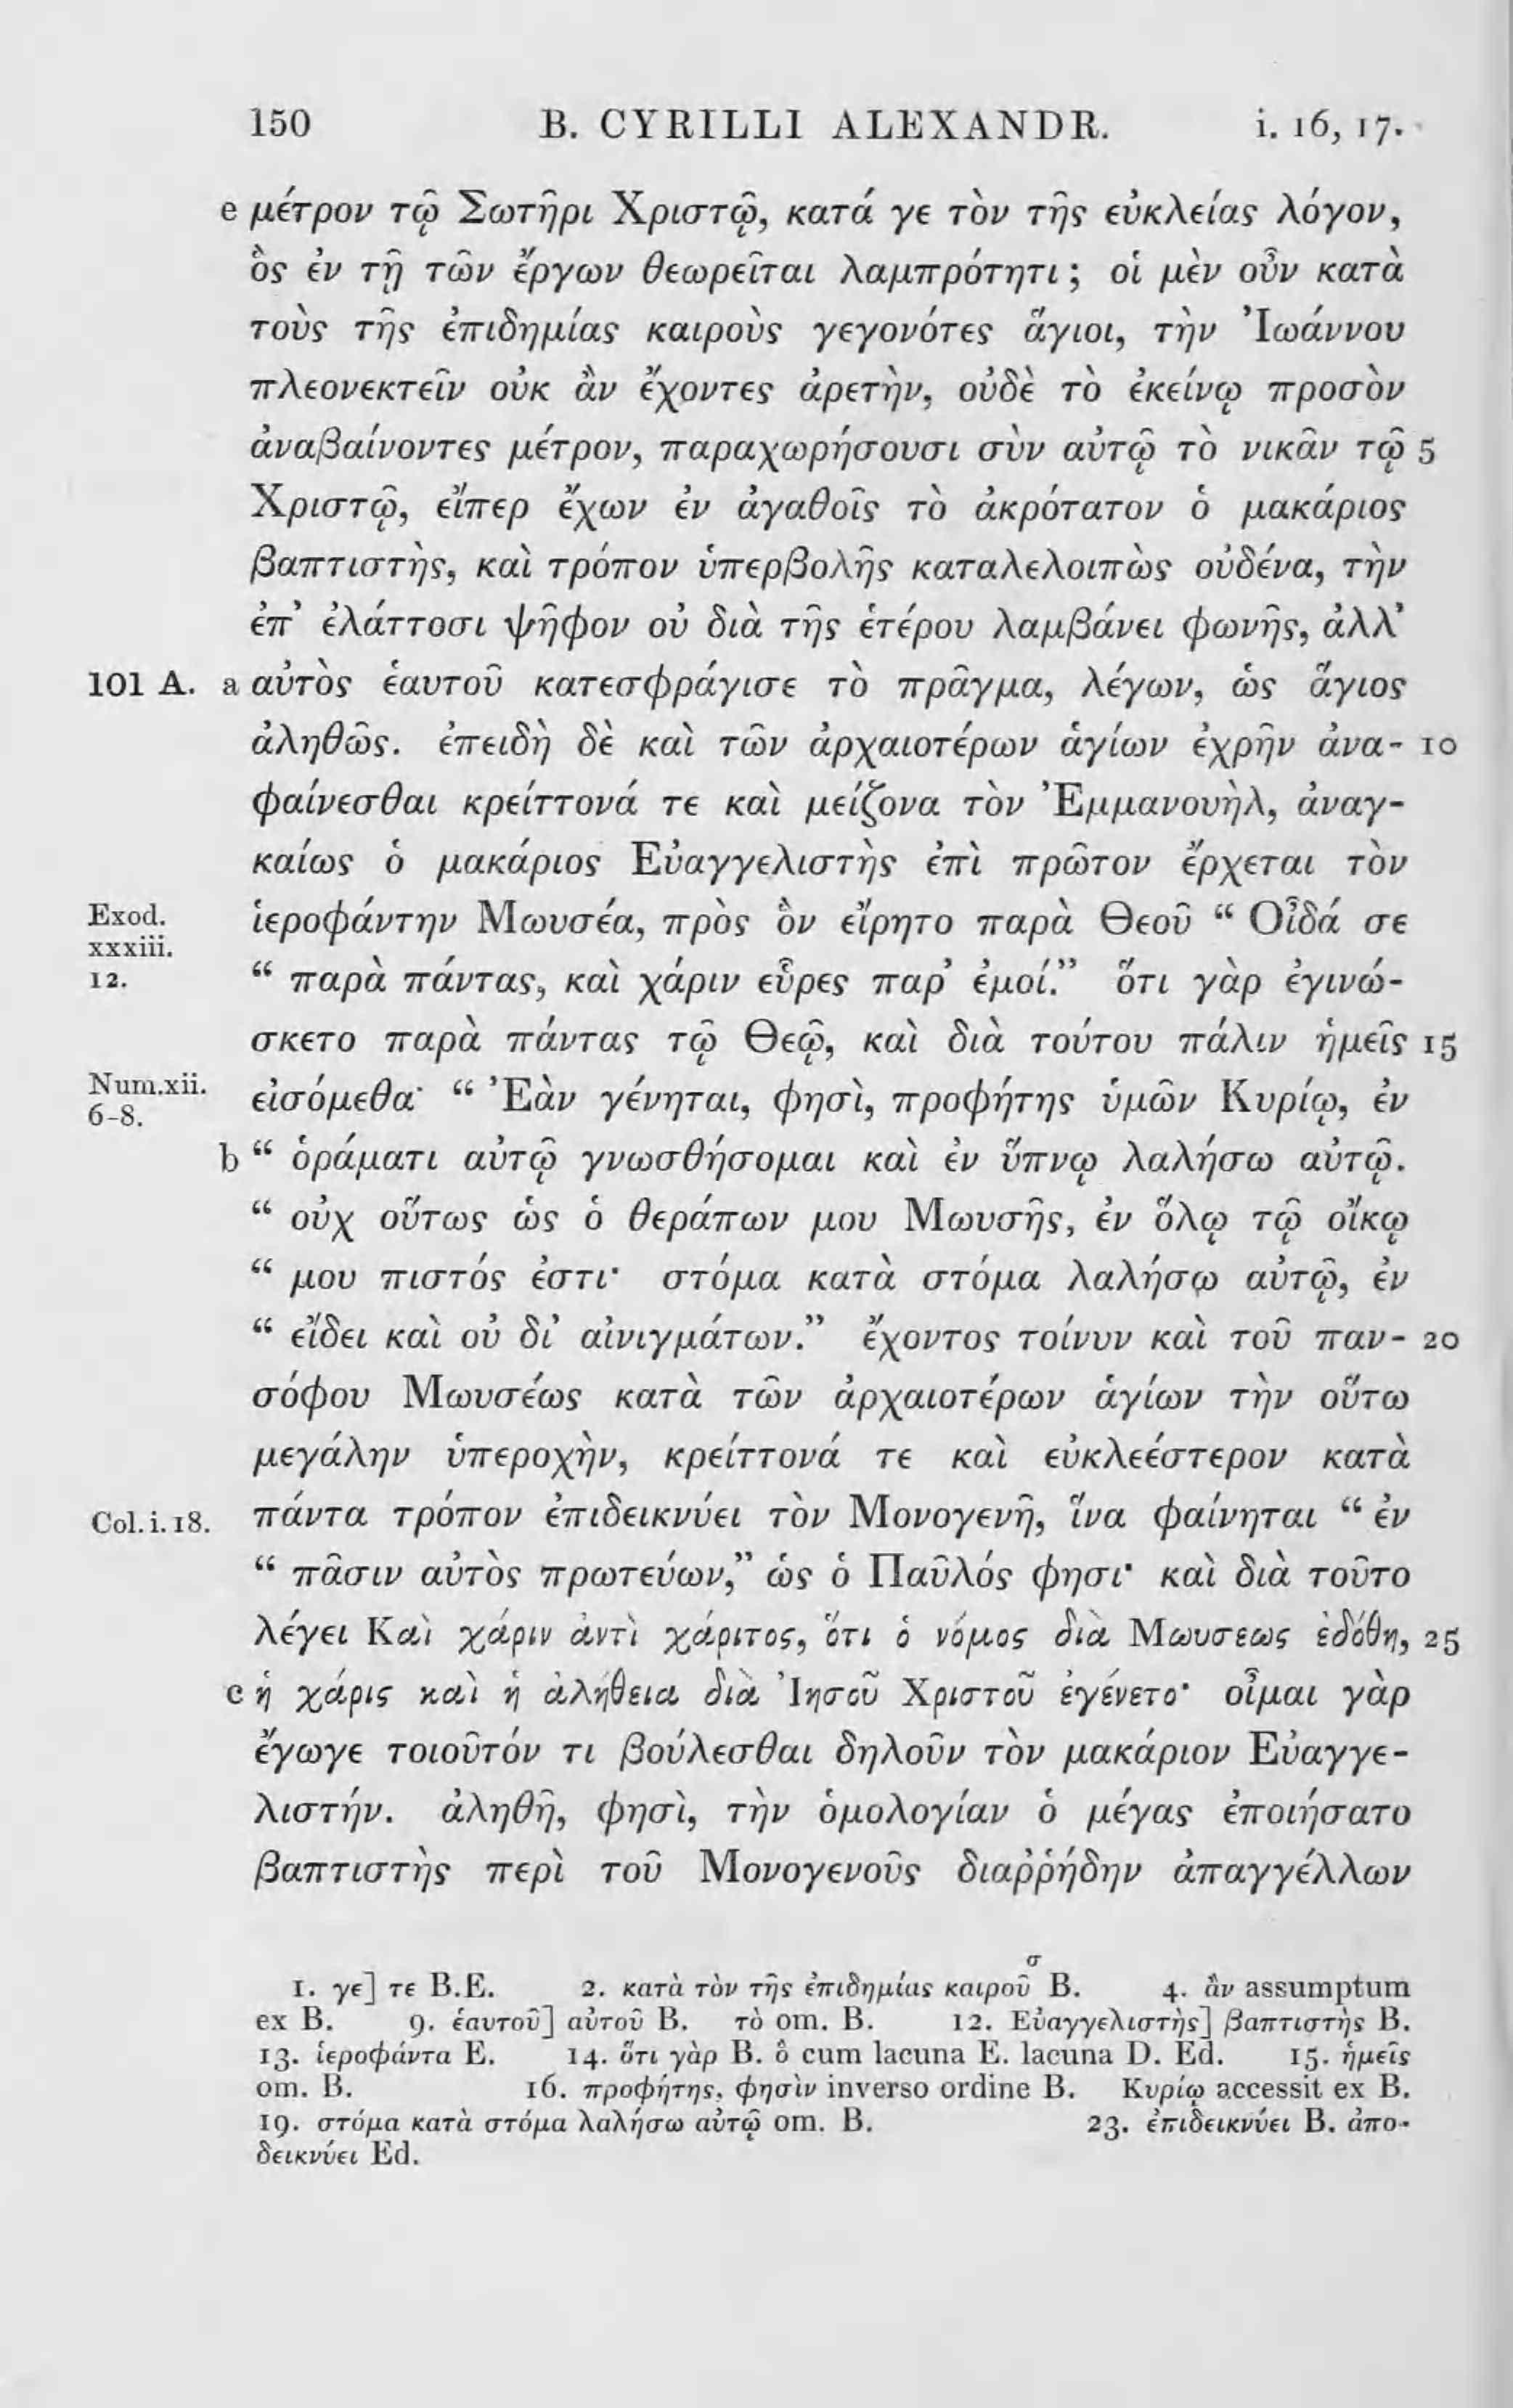 150 B. CYRILLI ALEXANDR. i. 16, 17.
e μέτρον τῷ Σωτῆρι Χριστῷ, κατά γε τὸν τῆς εὐκλείας λόγον,
ὃς ἐν τῇ τῶν ἔργων θεωρεῖται λαμπρότητι; οἱ μὲν οὖν κατὰ
τοὺς τῆς ἐπιδημίας καιροὺς γεγονότες ἅγιοι, τὴν Ἰωάννου
πλεονεκτεῖν οὐκ ἂν ἔχοντες ἀρετὴν, οὐδὲ τὸ ἐκείνῳ προσὸν
ἀναβαίνοντες μέτρον, παραχωρήσουσι σὺν αὐτῷ τὸ νικᾶν τῷ 5
Χριστῷ, εἴπερ ἔχων ἐν ἀγαθοῖς τὸ ἀκρότατον ὁ μακάριος
βαπτιστὴς, καὶ τρόπον ὑπερβολῆς καταλελοιπὼς οὐδένα, τὴν
ἐπ' ἐλάττοσι ψῆφον οὐ διὰ τῆς ἑτέρου λαμβάνει φωνῆς, ἀλλ'
101 A. a αὐτὸς ἑαυτοῦ κατεσφράγισε τὸ πρᾶγμα, λέγων, ὡς ἅγιος
ἀληθῶς. ἐπειδὴ δὲ καὶ τῶν ἀρχαιοτέρων ἁγίων ἐχρῆν ἀνα- 10
φαίνεσθαι κρείττονά τε καὶ μείζονα τὸν Ἐμμανουὴλ, ἀναγ-
καίως ὁ μακάριος Εὐαγγελιστὴς ἐπὶ πρῶτον ἔρχεται τὸν
Exod. xxxiii. 12. ἱεροφάντην Μωυσέα, πρὸς ὃν εἴρητο παρὰ Θεοῦ “ Οἶδά σε
“ παρὰ πάντας, καὶ χάριν εὗρες παρ' ἐμοί.” ὅτι γὰρ ἐγινώ-
σκετο παρὰ πάντας τῷ Θεῷ, καὶ διὰ τούτου πάλιν ἡμεῖς 15
Num. xii. 6-8. εἰσόμεθα· “ Ἐὰν γένηται, φησὶ, προφήτης ὑμῶν Κυρίῳ, ἐν
b “ ὁράματι αὐτῷ γνωσθήσομαι καὶ ἐν ὕπνῳ λαλήσω αὐτῷ.
“ οὐχ οὕτως ὡς ὁ θεράπων μου Μωυσῆς, ἐν ὅλῳ τῷ οἴκῳ
“ μου πιστός ἐστι· στόμα κατὰ στόμα λαλήσῳ αὐτῷ, ἐν
“ εἴδει καὶ οὐ δι' αἰνιγμάτων.” ἔχοντος τοίνυν καὶ τοῦ παν- 20
σόφου Μωυσέως κατὰ τῶν ἀρχαιοτέρων ἁγίων τὴν οὕτω
μεγάλην ὑπεροχὴν, κρείττονά τε καὶ εὐκλεέστερον κατὰ
Col. i. 18. πάντα τρόπον ἐπιδεικνύει τὸν Μονογενῆ, ἵνα φαίνηται “ ἐν
“ πᾶσιν αὐτὸς πρωτεύων,” ὡς ὁ Παῦλός φησι· καὶ διὰ τοῦτο
λέγει Καὶ χάριν ἀντὶ χάριτος, ὅτι ὁ νόμος διὰ Μωυσεως ἐδόθη, 25
c ἡ χάρις καὶ ἡ ἀλήθεια διὰ Ἰησοῦ Χριστοῦ ἐγένετο· οἶμαι γὰρ
ἔγωγε τοιοῦτόν τι βούλεσθαι δηλοῦν τὸν μακάριον Εὐαγγε-
λιστήν. ἀληθῆ, φησὶ, τὴν ὁμολογίαν ὁ μέγας ἐποιήσατο
βαπτιστὴς περὶ τοῦ Μονογενοῦς διαῤῥήδην ἀπαγγέλλων
1. γε] τε B.E. 2. κατὰ τὸν τῆς ἐπιδημίας καιροῦσ B. 4. ἂν assumptum
ex B. 9. ἑαυτοῦ] αὐτοῦ B. τὸ om. B. 12. Εὐαγγελιστὴς] βαπτιστὴς B.
13. ἱεροφάντα E. 14. ὅτι γὰρ B. ὃ cum lacuna E. lacuna D. Ed. 15. ἡμεῖς
om. B. 16. προφήτης, φησὶν inverso ordine B. Κυρίῳ accessit ex B.
19. στόμα κατὰ στόμα λαλήσω αὐτῷ om. B. 23. ἐπιδεικνύει B. ἀπο-
δεικνύει Ed.